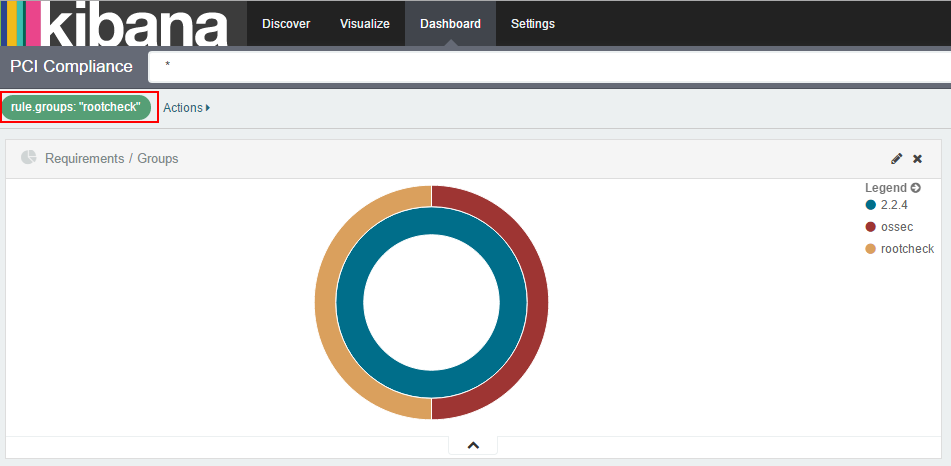 kibana
Discover
Visualize
Dashboard
Settings
PCI Compliance
*
rule.groups: "rootcheck"
Actions
Requirements / Groups
Legend
2.2.4
ossec
rootcheck